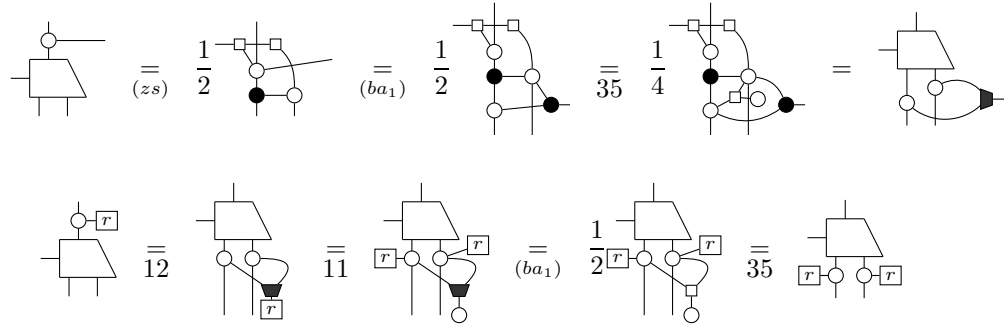 = (zs) 1/2 = (ba₁) 1/2 = 35 1/4 =
r = 12 r = 11 r r = (ba₁) 1/2 r r = 35 r r